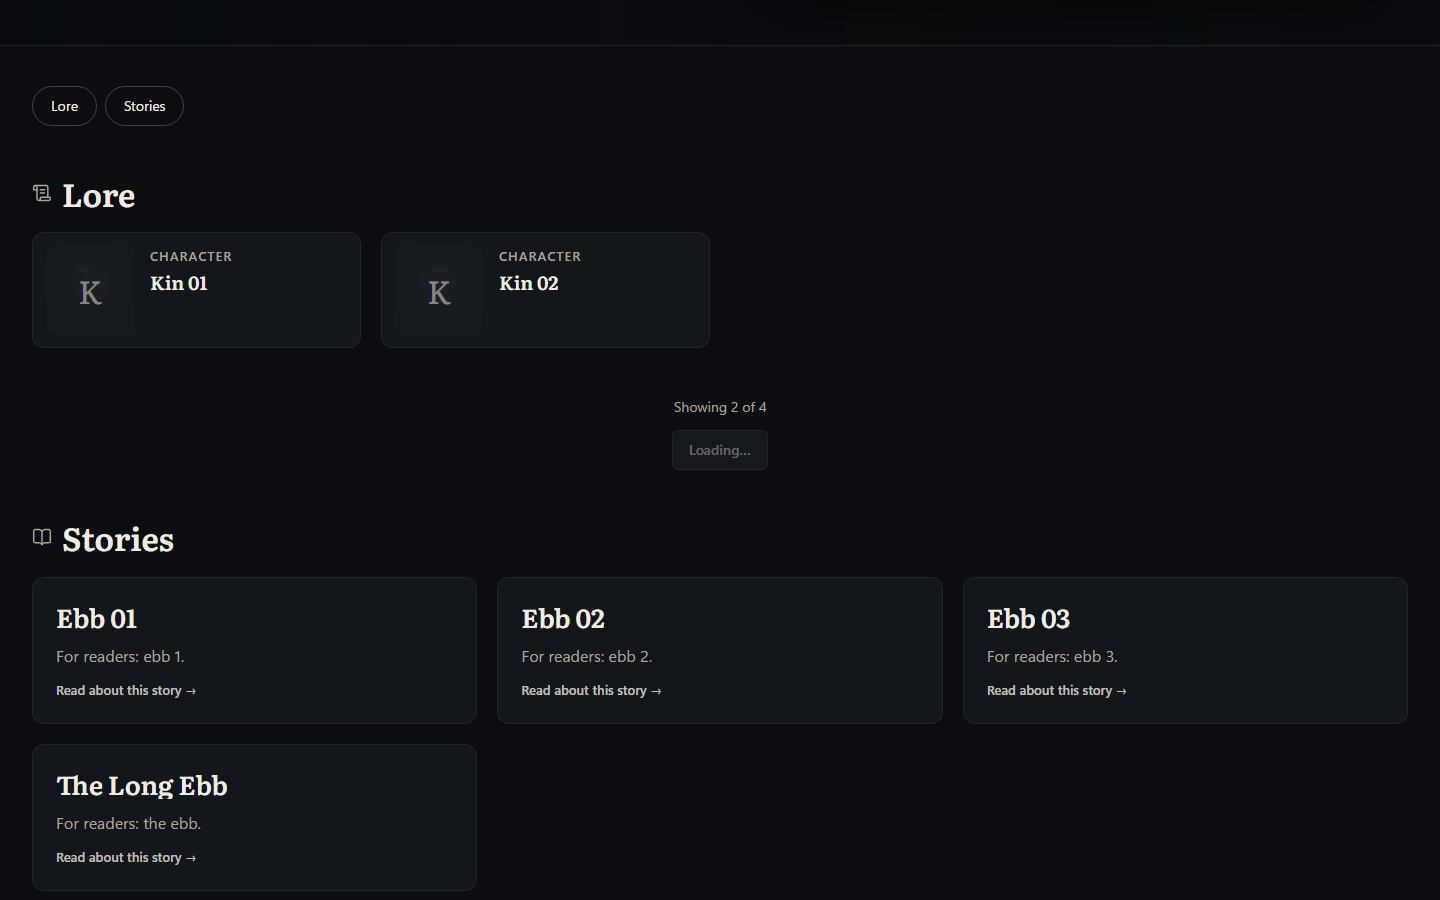 Lore
Stories
Lore
K
CHARACTER
Kin 01
K
CHARACTER
Kin 02
Showing 2 of 4
Loading...
Stories
Ebb 01
For readers: ebb 1.
Read about this story →
Ebb 02
For readers: ebb 2.
Read about this story →
Ebb 03
For readers: ebb 3.
Read about this story →
The Long Ebb
For readers: the ebb.
Read about this story →